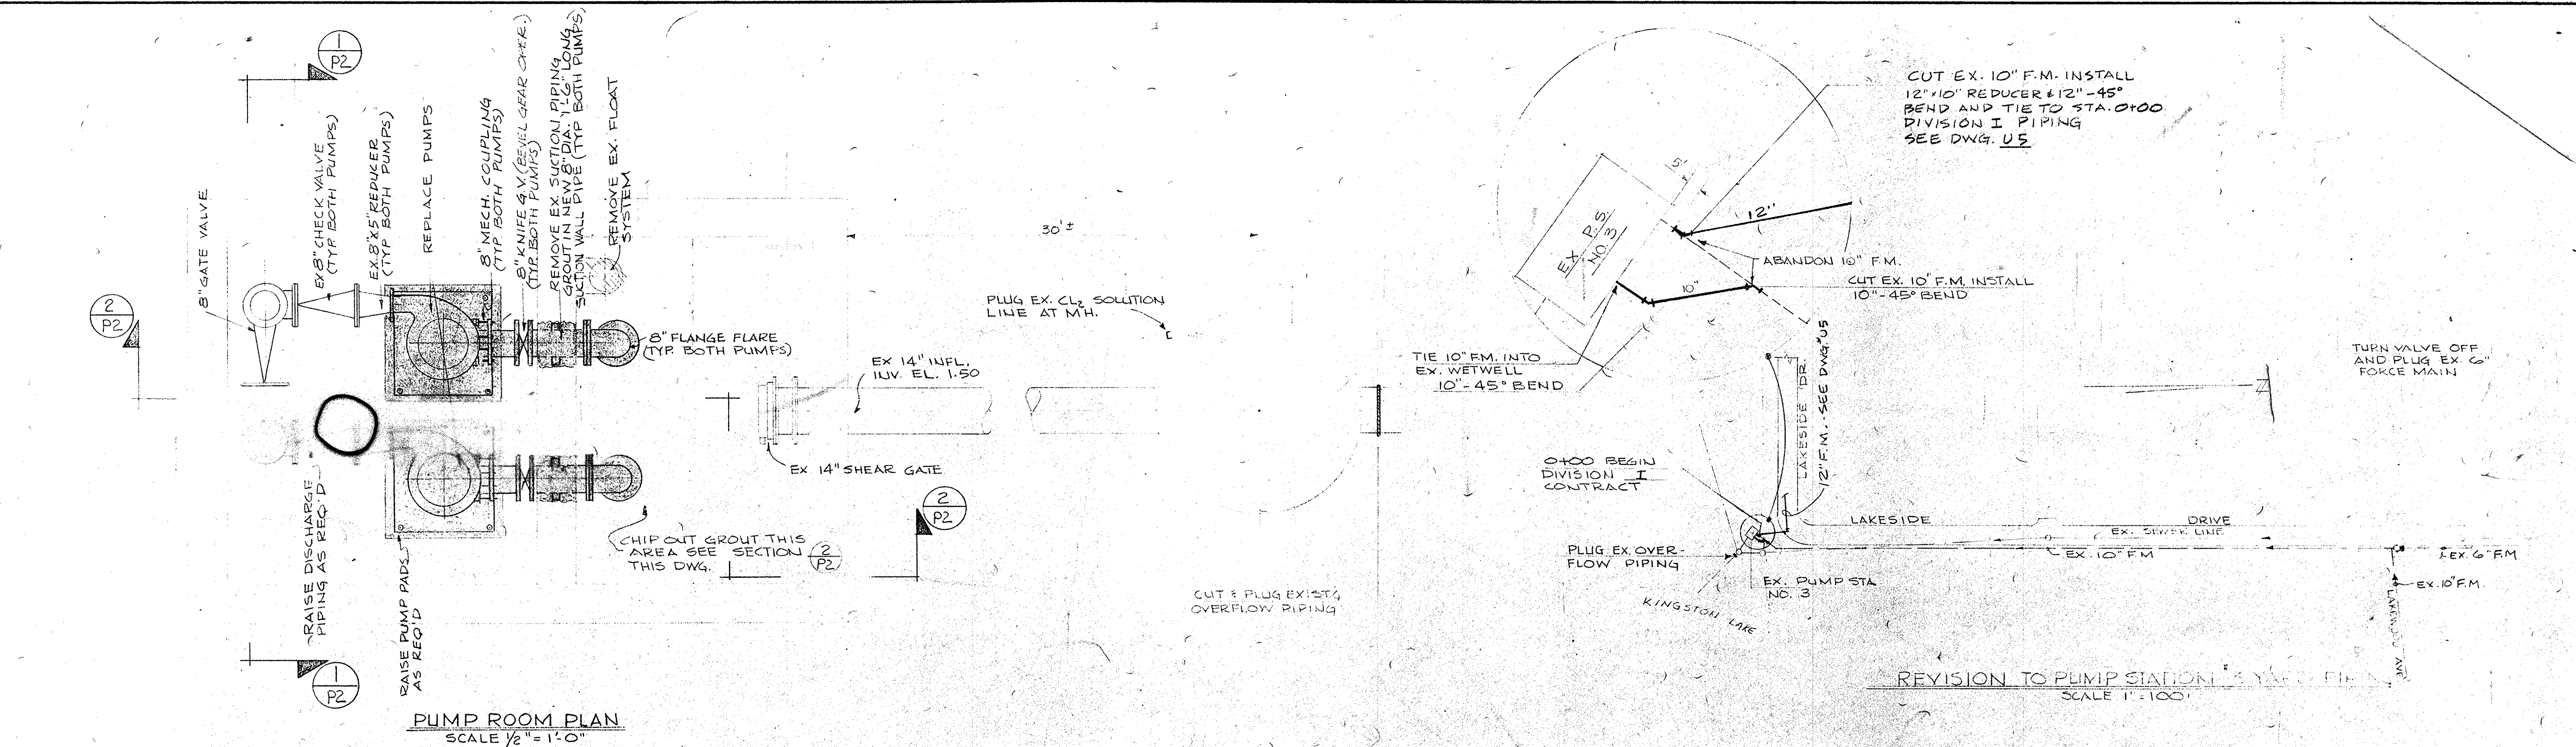 1
P2
2
P2
8" GATE VALVE
EX 8" CHECK VALVE
(TYP. BOTH PUMPS)
EX. 8"X5" REDUCER
(TYP BOTH PUMPS)
REPLACE PUMPS
8" MECH. COUPLING
(TYP. BOTH PUMPS)
8" KNIFE G.V. (BEVEL GEAR OPER.)
(TYP. BOTH PUMPS)
REMOVE EX. SUCTION PIPING
GROUT IN NEW 8" DIA. 1'-6" LONG
SUCTION WALL PIPE (TYP BOTH PUMPS)
REMOVE EX. FLOAT
SYSTEM
8" FLANGE FLARE
(TYP. BOTH PUMPS)
EX 14" INFL.
INV. EL. 1.50
30' ±
PLUG EX. CL2 SOLUTION
LINE AT M.H.
EX 14" SHEAR GATE
2
P2
CHIP OUT GROUT THIS
AREA SEE SECTION 2
P2
THIS DWG.
RAISE DISCHARGE
PIPING AS REQ'D
RAISE PUMP PADS
AS REQ'D
1
P2
PUMP ROOM PLAN
SCALE 1/2" = 1'-0"
CUT & PLUG EXIST'G
OVERFLOW PIPING
CUT EX. 10" F.M. INSTALL
12"x10" REDUCER & 12"-45°
BEND AND TIE TO STA. 0+00
DIVISION I PIPING
SEE DWG. U5
5'
12"
EX. P.S.
NO. 3
ABANDON 10" F.M.
CUT EX. 10" F.M. INSTALL
10"-45° BEND
10"
TIE 10" F.M. INTO
EX. WETWELL
10"-45° BEND
LAKESIDE DR.
12" F.M. - SEE DWG. U5
TURN VALVE OFF
AND PLUG EX. 6"
FORCE MAIN
0+00 BEGIN
DIVISION I
CONTRACT
LAKESIDE DRIVE
EX. SEWER LINE
PLUG EX. OVER-
FLOW PIPING
EX. 10" F.M
EX. 6" F.M
EX. PUMP STA.
NO. 3
EX. 10" F.M.
KINGSTON LAKE
AVE
REVISION TO PUMP STATION 3 YARD
SCALE 1" = 100'